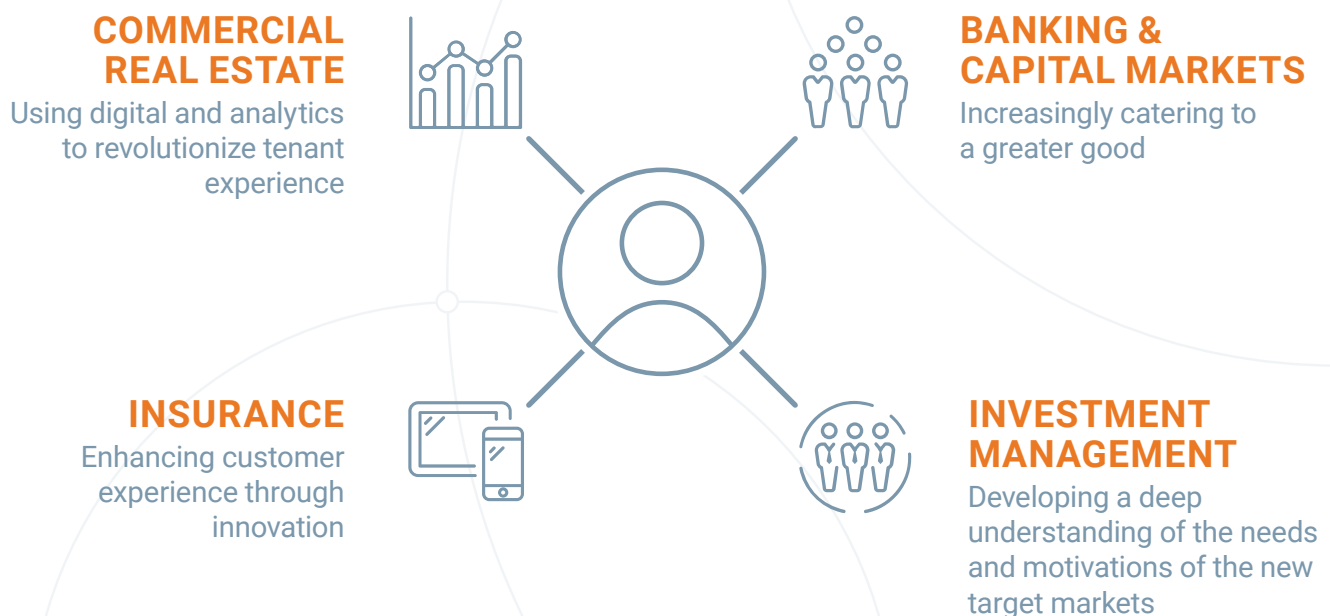 COMMERCIAL
REAL ESTATE
Using digital and analytics
to revolutionize tenant
experience
BANKING &
CAPITAL MARKETS
Increasingly catering to
a greater good
INSURANCE
Enhancing customer
experience through
innovation
INVESTMENT
MANAGEMENT
Developing a deep
understanding of the needs
and motivations of the new
target markets